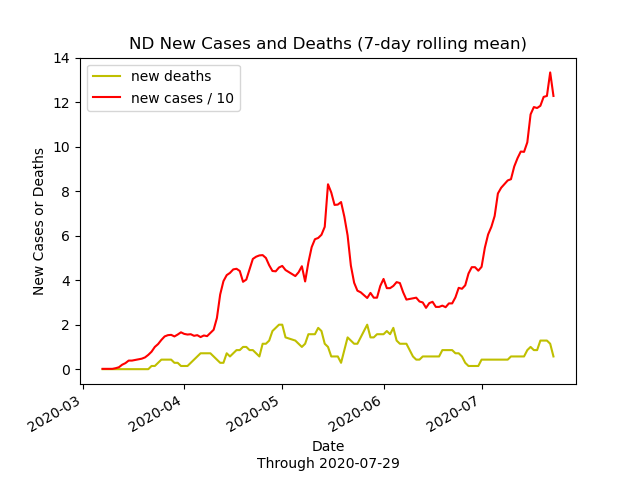 ND New Cases and Deaths (7-day rolling mean)
new deaths
new cases / 10
New Cases or Deaths
14
12
10
8
6
4
2
0
2020-03
2020-04
2020-05
2020-06
2020-07
Date
Through 2020-07-29